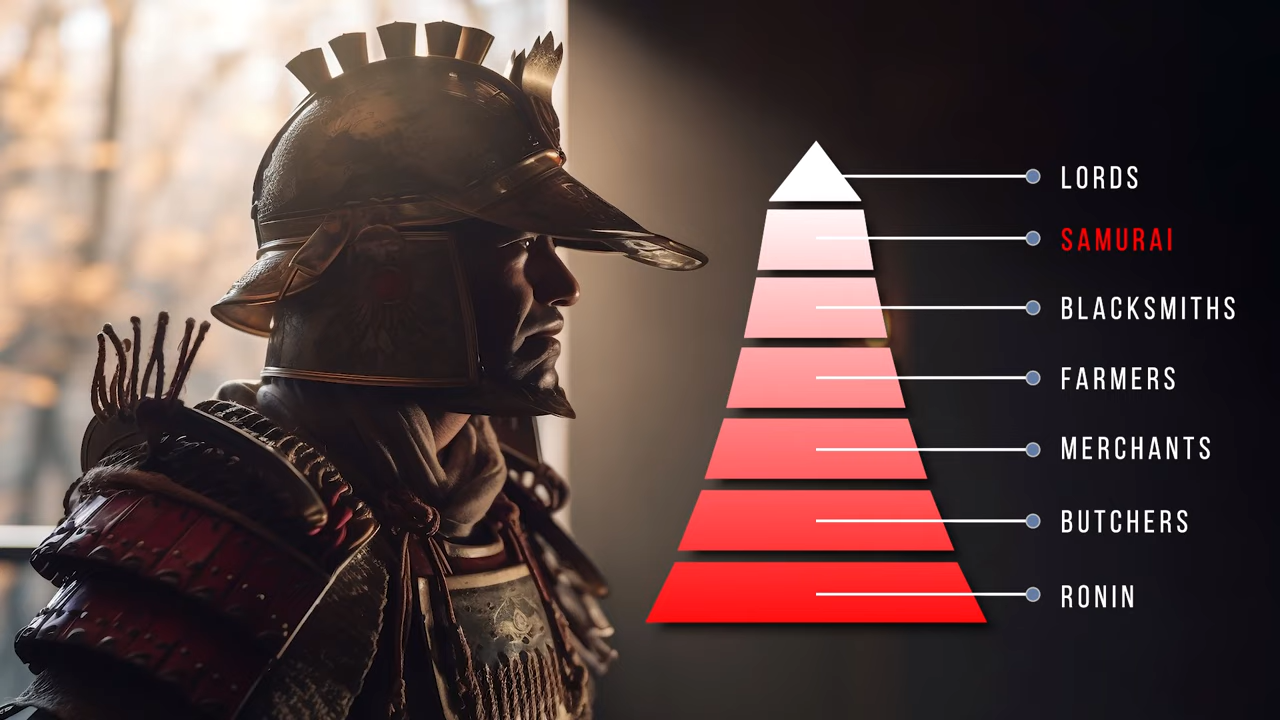 LORDS
SAMURAI
BLACKSMITHS
FARMERS
MERCHANTS
BUTCHERS
RONIN